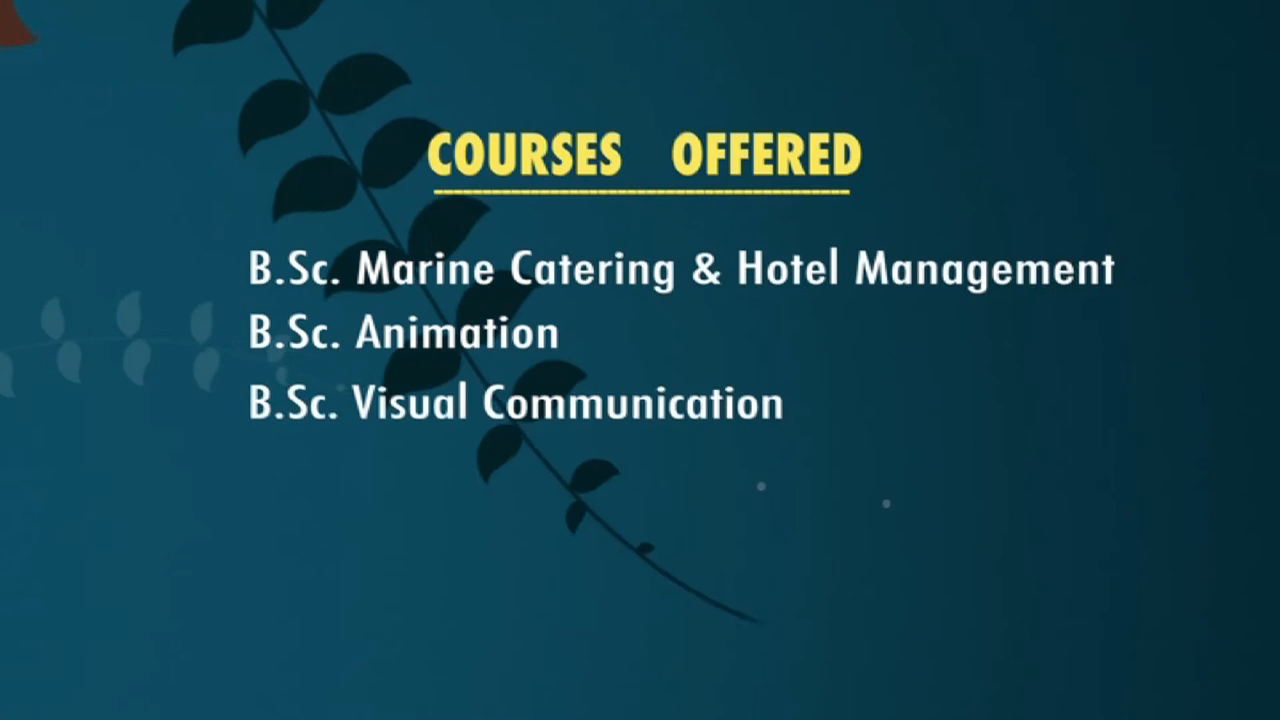 COURSES OFFERED
B.Sc. Marine Catering & Hotel Management
B.Sc. Animation
B.Sc. Visual Communication